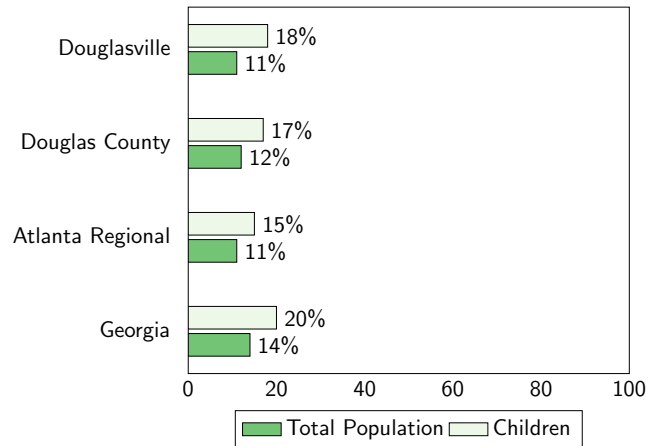 Douglasville
18%
11%
Douglas County
17%
12%
Atlanta Regional
15%
11%
Georgia
20%
14%
0 20 40 60 80 100
Total Population Children